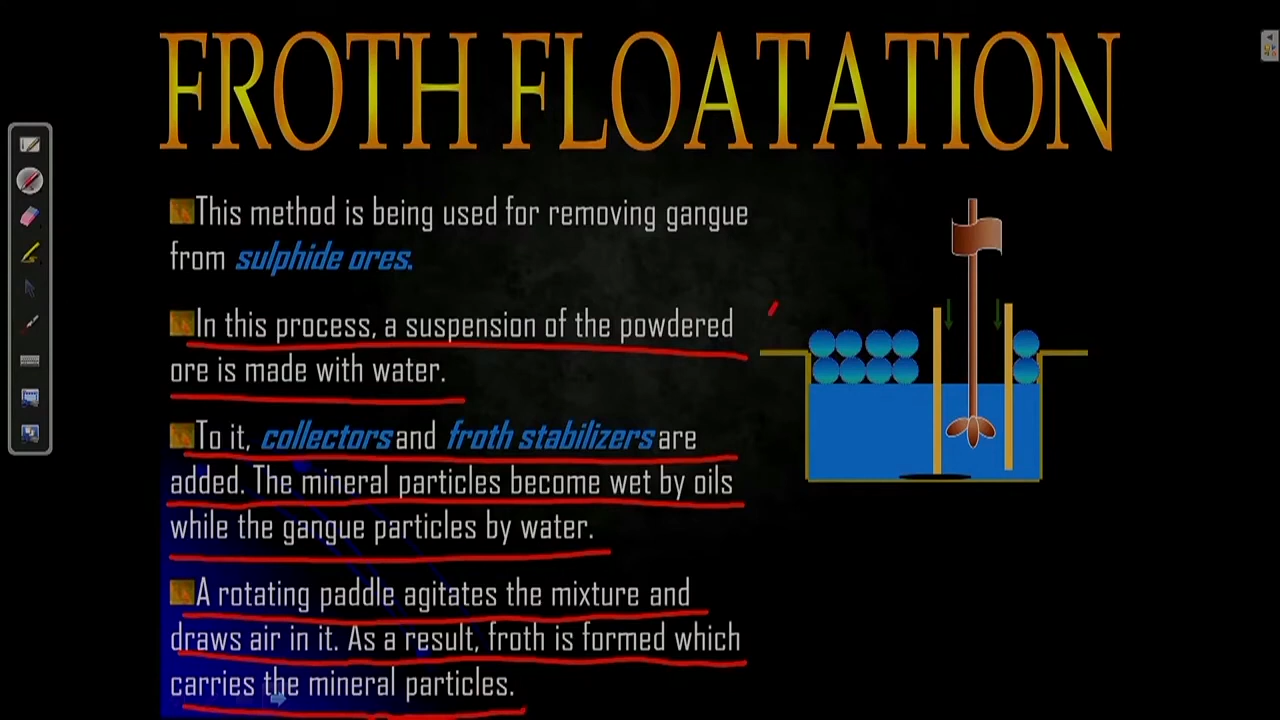 FROTH FLOATATION
This method is being used for removing gangue
from sulphide ores.
In this process, a suspension of the powdered
ore is made with water.
To it, collectors and froth stabilizers are
added. The mineral particles become wet by oils
while the gangue particles by water.
A rotating paddle agitates the mixture and
draws air in it. As a result, froth is formed which
carries the mineral particles.